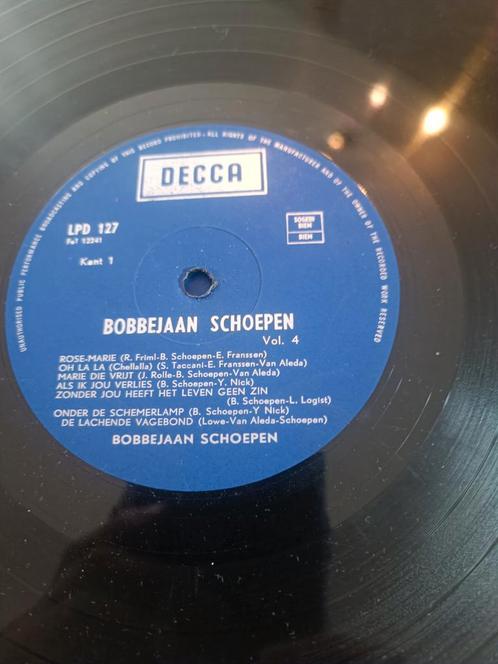 UNAUTHORISED PUBLIC PERFORMANCE BROADCASTING AND COPYING OF THIS RECORD PROHIBITED • ALL RIGHTS OF THE MANUFACTURER AND OF THE OWNER OF THE RECORDED WORK RESERVED
DECCA
LPD 127
FeT 12241
SOGEDI
BIEM
BIEM
Kant 1
BOBBEJAAN SCHOEPEN
Vol. 4
ROSE-MARIE (R. Friml-B. Schoepen-E. Franssen)
OH LA LA (Chellalla) (S. Taccani-E. Franssen-Van Aleda)
MARIE DIE VRIJT (J. Rolle-B. Schoepen-Van Aleda)
ALS IK JOU VERLIES (B. Schoepen-Y. Nick)
ZONDER JOU HEEFT HET LEVEN GEEN ZIN
(B. Schoepen-L. Logist)
ONDER DE SCHEMERLAMP (B. Schoepen-Y Nick)
DE LACHENDE VAGEBOND (Lowe-Van Aleda-Schoepen)
BOBBEJAAN SCHOEPEN